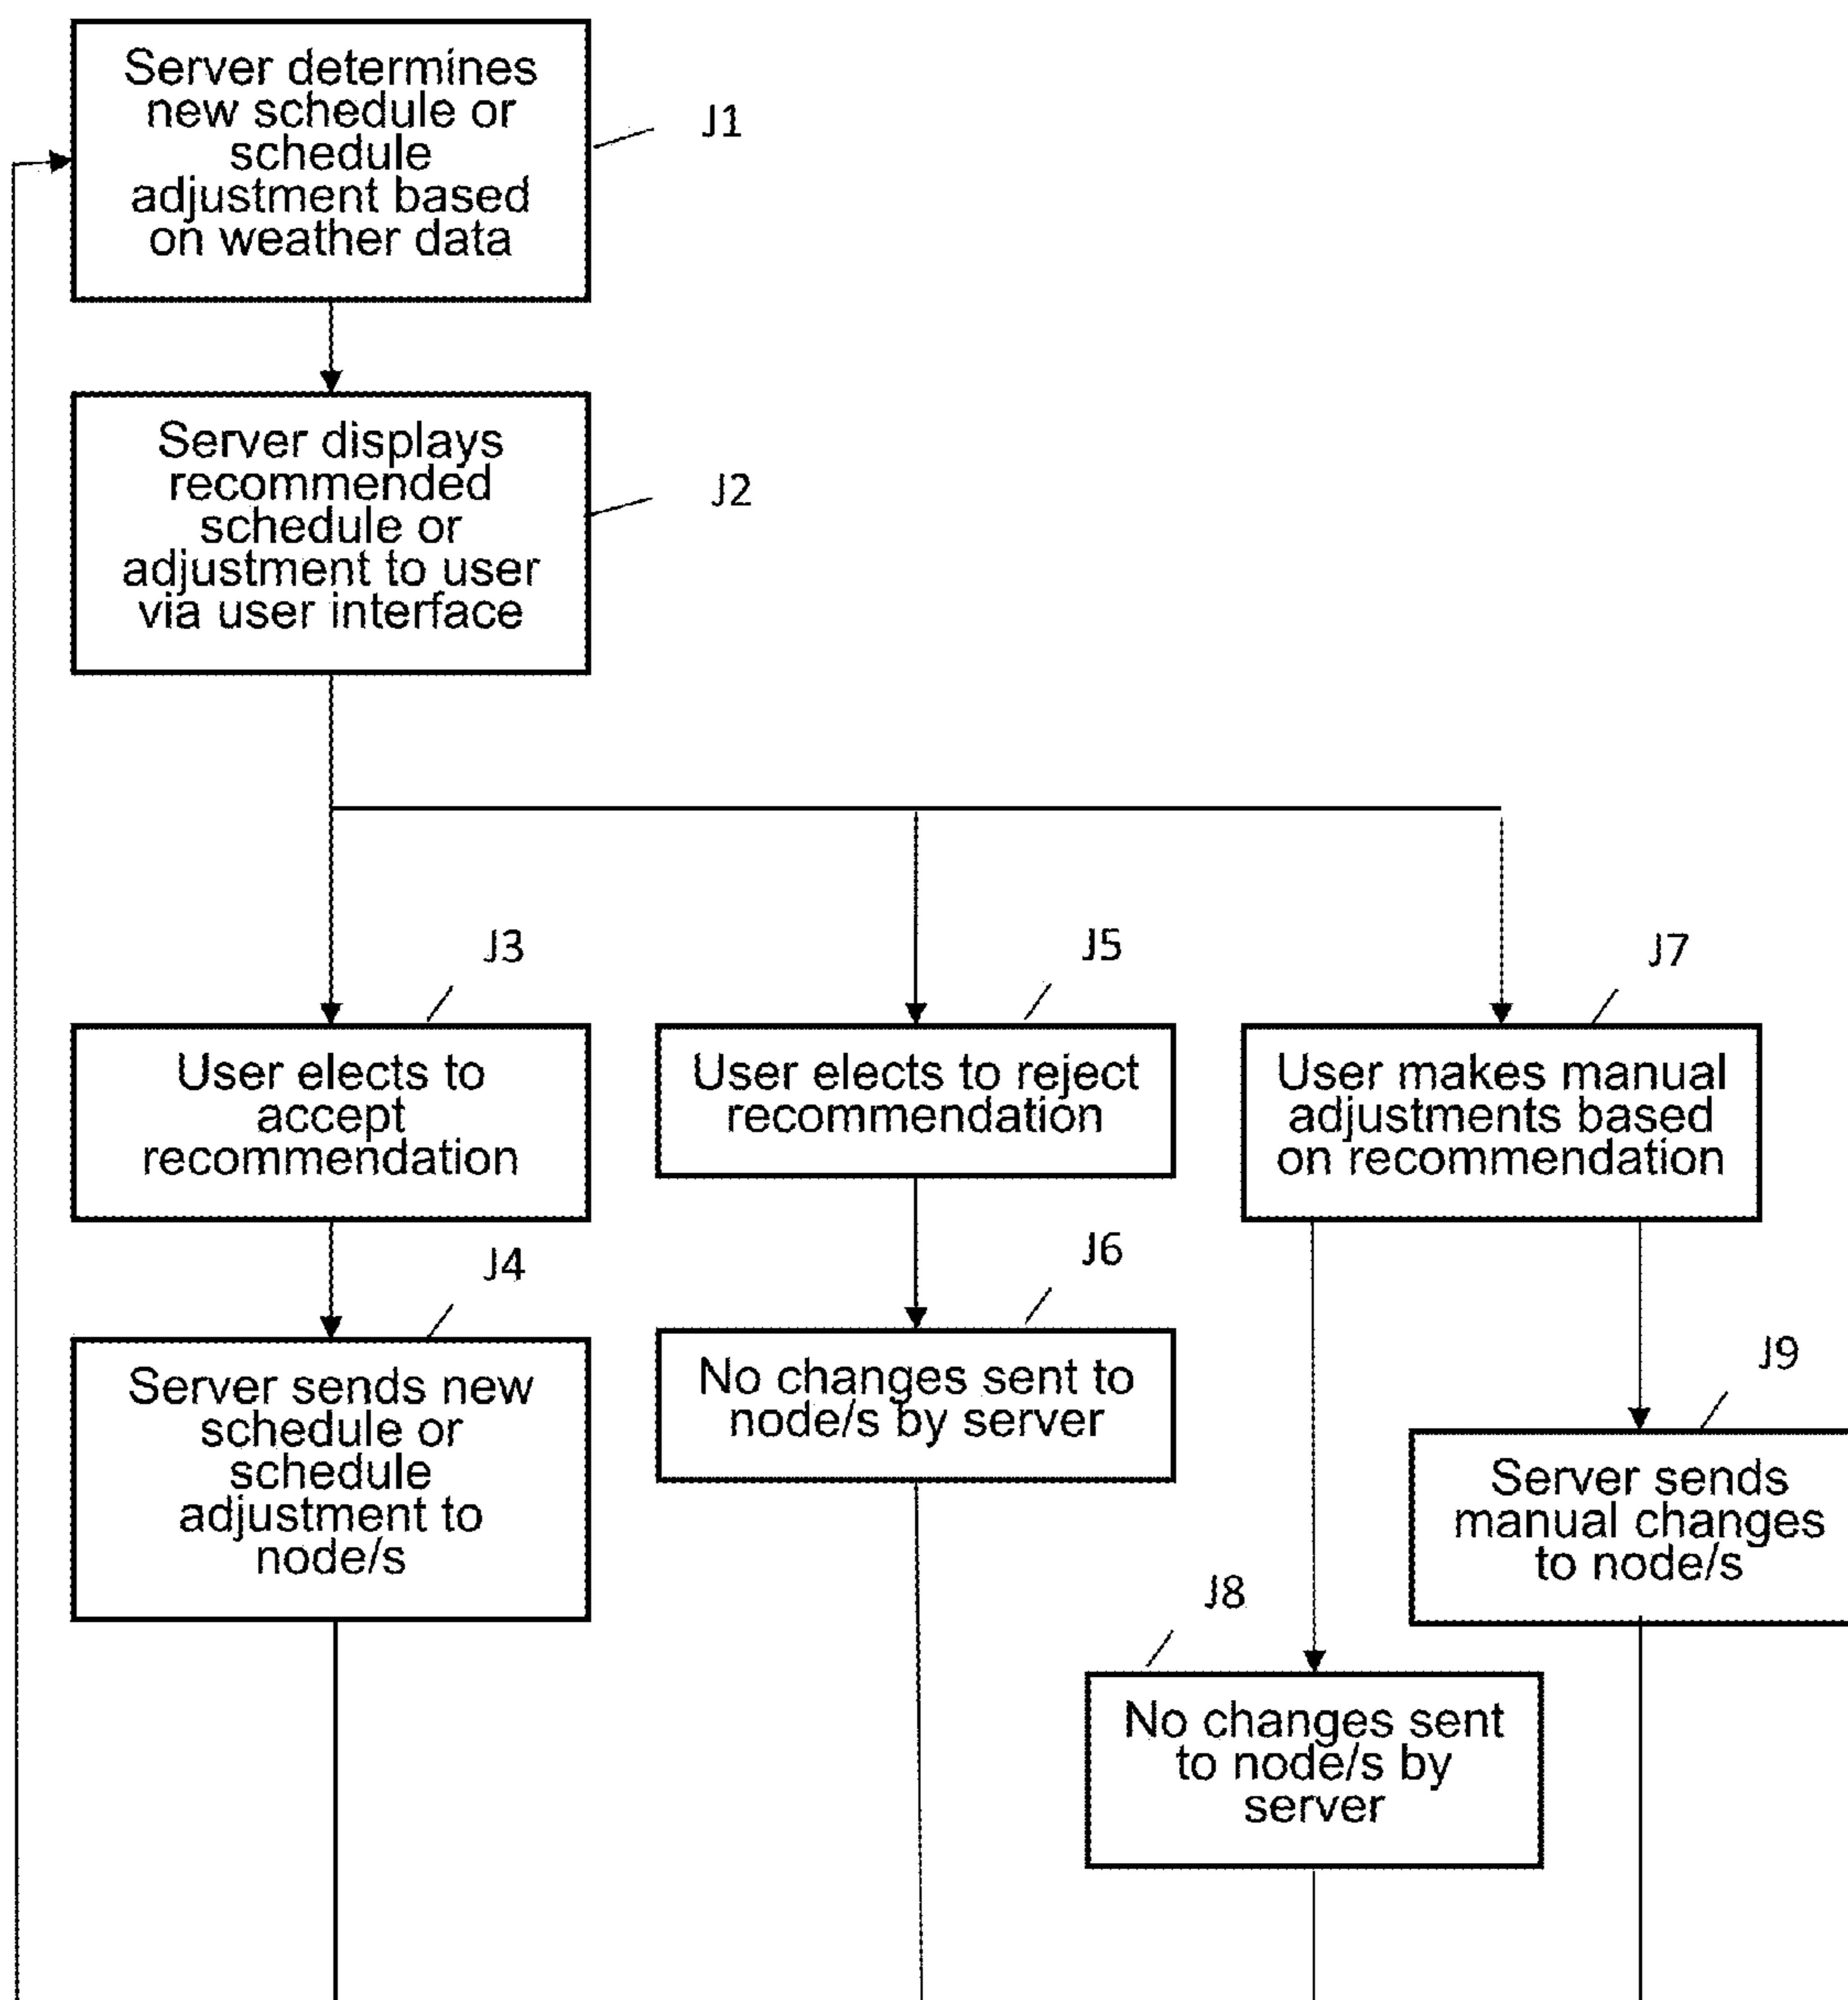 Server determines
new schedule or
schedule
adjustment based
on weather data
J1
Server displays
recommended
schedule or
adjustment to user
via user interface
J2
J3
User elects to
accept
recommendation
J5
User elects to reject
recommendation
J7
User makes manual
adjustments based
on recommendation
J4
Server sends new
schedule or
schedule
adjustment to
node/s
J6
No changes sent to
node/s by server
J9
Server sends
manual changes
to node/s
J8
No changes sent
to node/s by
server